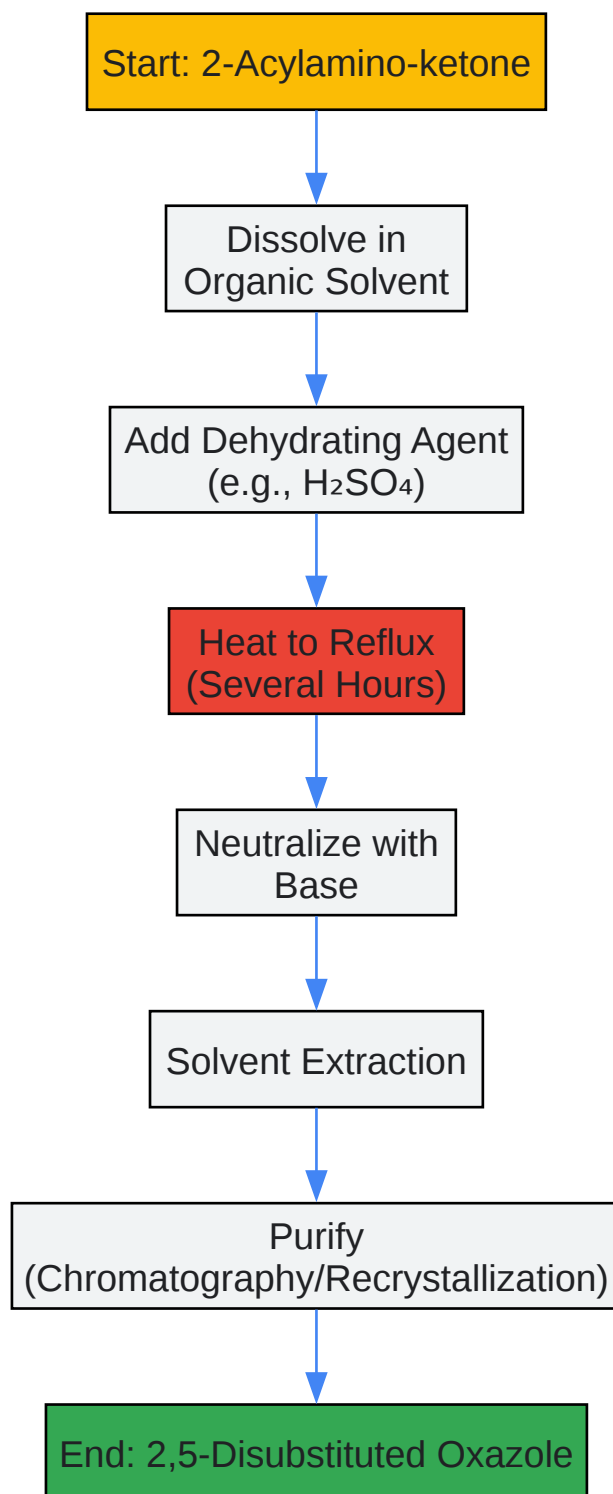 Start: 2-Acylamino-ketone
Dissolve in
Organic Solvent
Add Dehydrating Agent
(e.g., H₂SO₄)
Heat to Reflux
(Several Hours)
Neutralize with
Base
Solvent Extraction
Purify
(Chromatography/Recrystallization)
End: 2,5-Disubstituted Oxazole